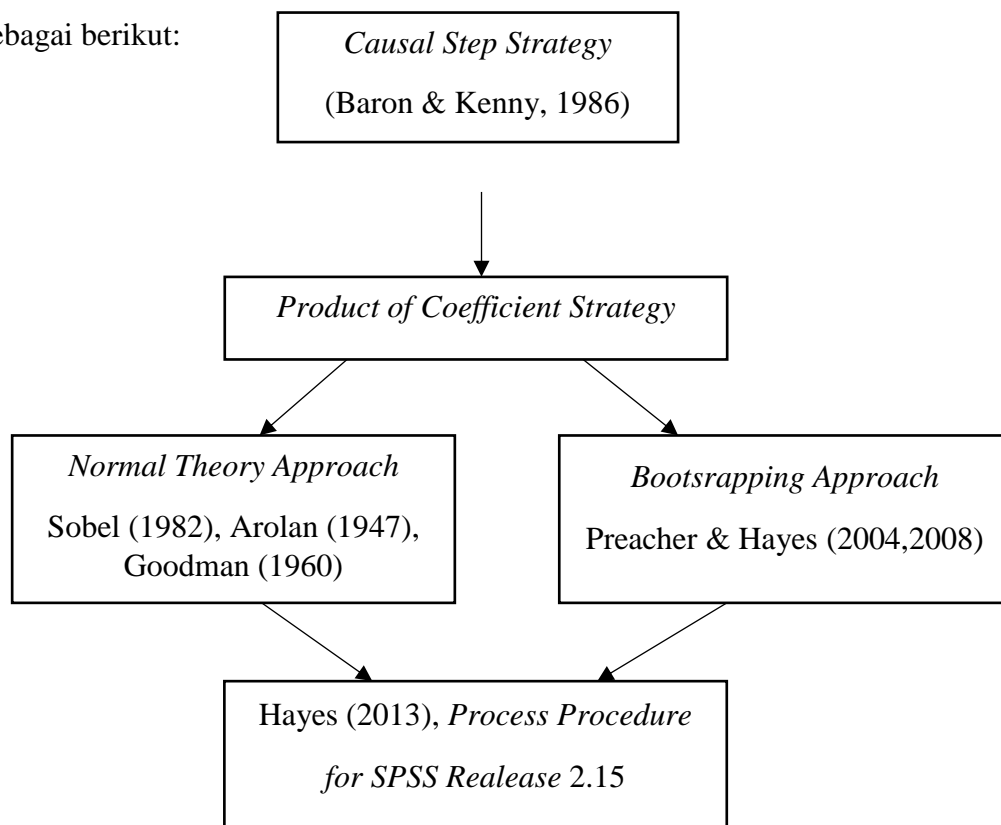 ebagai berikut:
Causal Step Strategy
(Baron & Kenny, 1986)
Product of Coefficient Strategy
Normal Theory Approach
Sobel (1982), Arolan (1947),
Goodman (1960)
Bootsrapping Approach
Preacher & Hayes (2004,2008)
Hayes (2013), Process Procedure
for SPSS Realease 2.15